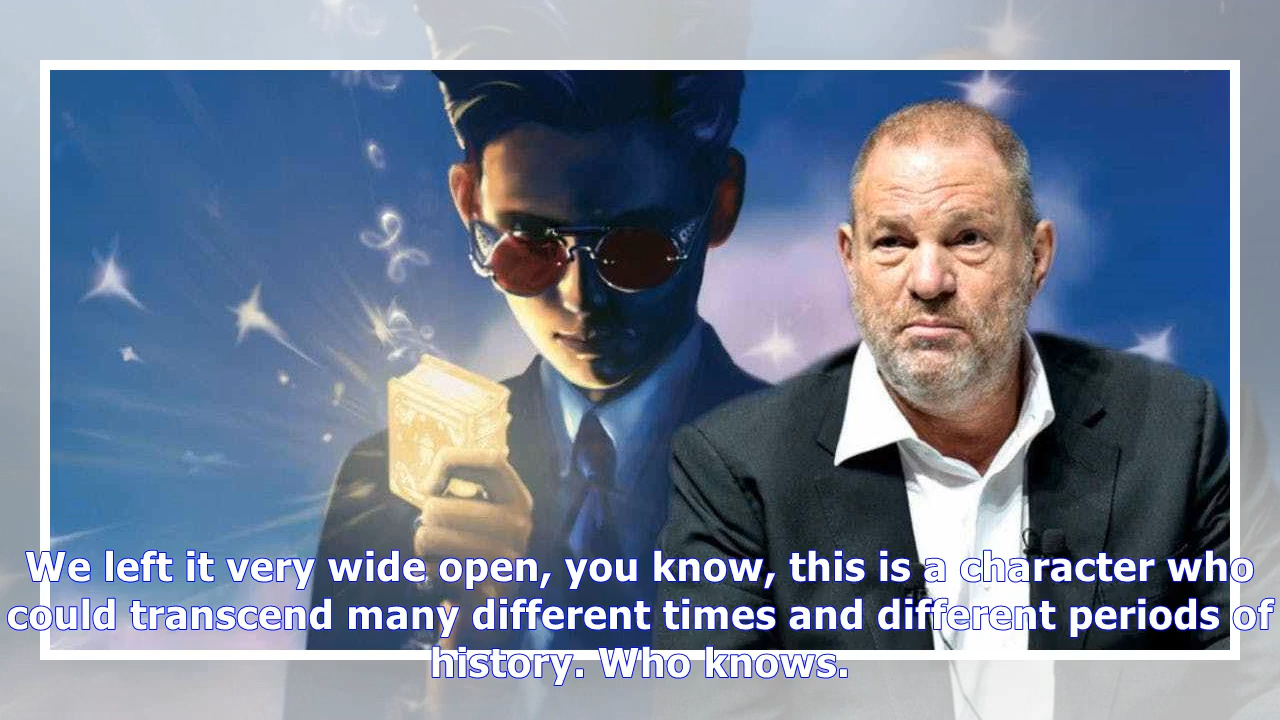 We left it very wide open, you know, this is a character who
could transcend many different times and different periods of
history. Who knows.